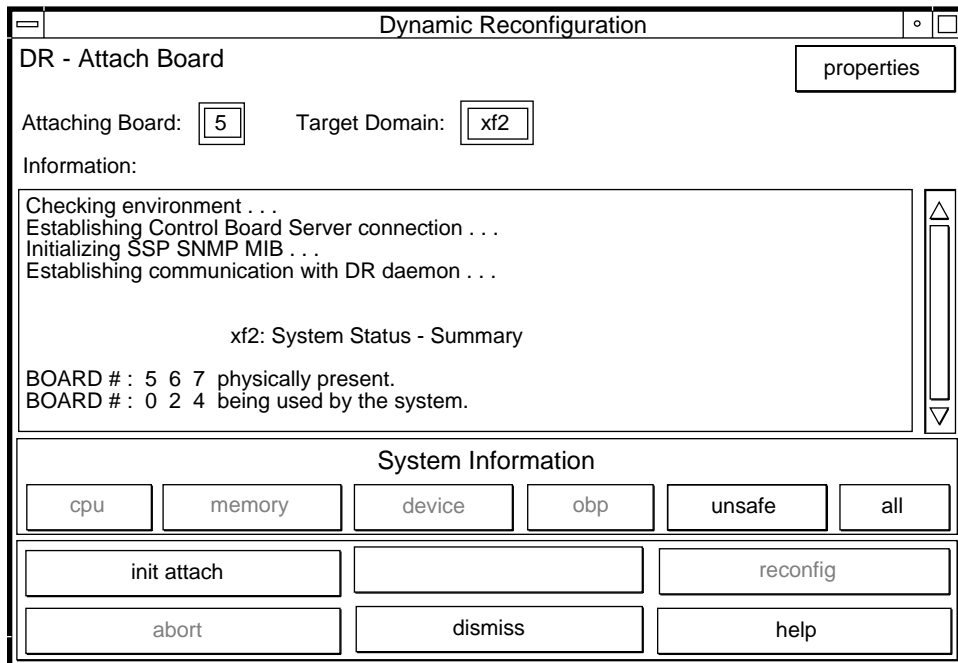 Dynamic Reconfiguration
DR - Attach Board
properties
Attaching Board: 5 Target Domain: xf2
Information:
Checking environment . . .
Establishing Control Board Server connection . . .
Initializing SSP SNMP MIB . . .
Establishing communication with DR daemon . . .
xf2: System Status - Summary
BOARD # : 5 6 7 physically present.
BOARD # : 0 2 4 being used by the system.
System Information
cpu memory device obp unsafe all
init attach reconfig
abort dismiss help